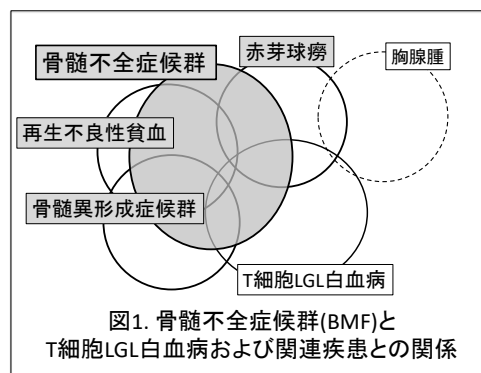 骨髄不全症候群
赤芽球癆
胸腺腫
再生不良性貧血
骨髄異形成症候群
T細胞LGL白血病
図1. 骨髄不全症候群(BMF)と
T細胞LGL白血病および関連疾患との関係